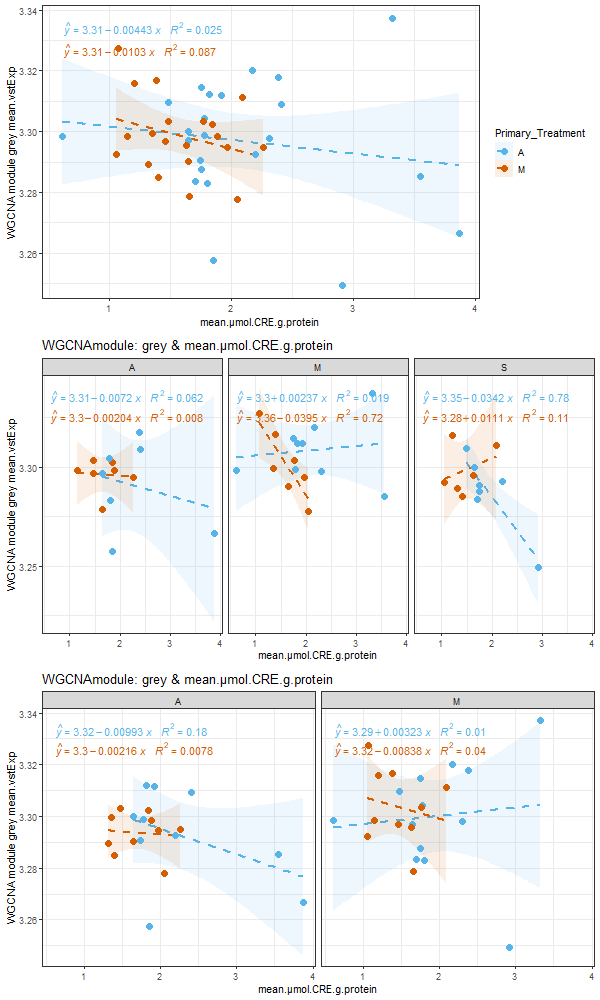 ŷ = 3.31 − 0.00443 x R² = 0.025
ŷ = 3.31 − 0.0103 x R² = 0.087
3.34
3.32
3.30
3.28
3.26
WGCNA module grey mean.vstExp
1 2 3 4
mean.µmol.CRE.g.protein
Primary_Treatment
A
M
WGCNAmodule: grey & mean.µmol.CRE.g.protein
A M S
ŷ = 3.31 − 0.0072 x R² = 0.062
ŷ = 3.3 − 0.00204 x R² = 0.008
ŷ = 3.3 + 0.00237 x R² = 0.019
ŷ = 3.36 − 0.0395 x R² = 0.72
ŷ = 3.35 − 0.0342 x R² = 0.78
ŷ = 3.28 + 0.0111 x R² = 0.11
3.30
3.25
WGCNA module grey mean.vstExp
1 2 3 4 1 2 3 4 1 2 3 4
mean.µmol.CRE.g.protein
WGCNAmodule: grey & mean.µmol.CRE.g.protein
A M
ŷ = 3.32 − 0.00993 x R² = 0.18
ŷ = 3.3 − 0.00216 x R² = 0.0078
ŷ = 3.29 + 0.00323 x R² = 0.01
ŷ = 3.32 − 0.00838 x R² = 0.04
3.34
3.32
3.30
3.28
3.26
WGCNA module grey mean.vstExp
1 2 3 4 1 2 3 4
mean.µmol.CRE.g.protein